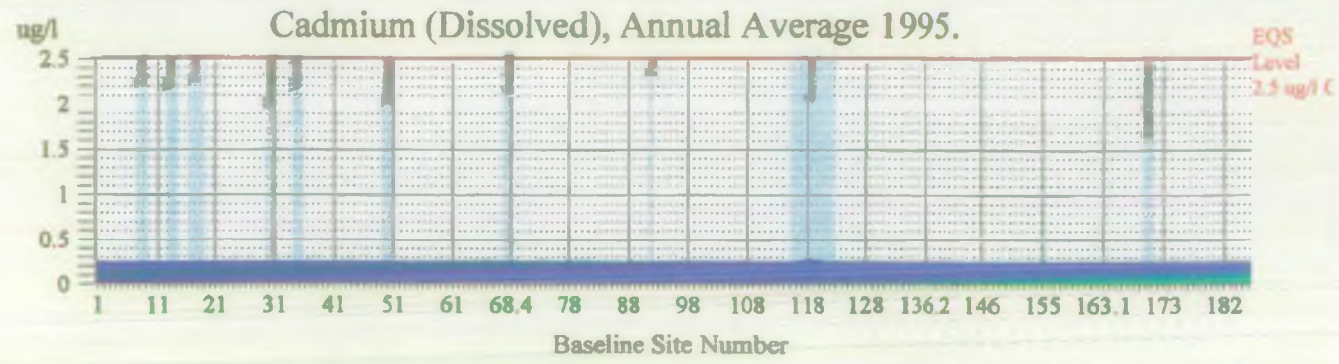 ug/l
Cadmium (Dissolved), Annual Average 1995.
EQS
Level
2.5 ug/l C
2.5
2
1.5
1
0.5
0
1 11 21 31 41 51 61 68.4 78 88 98 108 118 128 136.2 146 155 163.1 173 182
Baseline Site Number